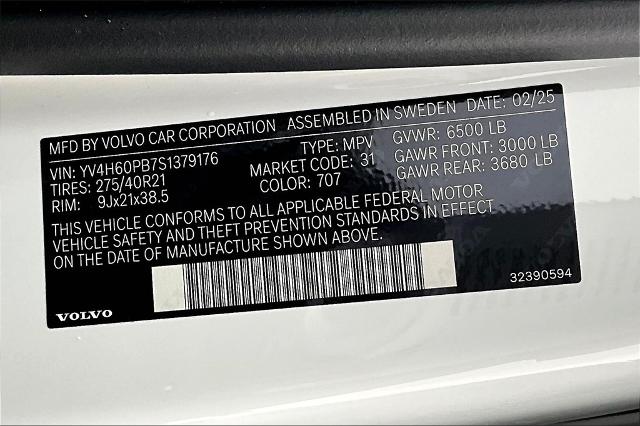 MFD BY VOLVO CAR CORPORATION ASSEMBLED IN SWEDEN DATE: 02/25
VIN: YV4H60PB7S1379176 TYPE: MPV GVWR: 6500 LB
TIRES: 275/40R21 MARKET CODE: 31 GAWR FRONT: 3000 LB
RIM: 9Jx21x38.5 COLOR: 707 GAWR REAR: 3680 LB
THIS VEHICLE CONFORMS TO ALL APPLICABLE FEDERAL MOTOR
VEHICLE SAFETY AND THEFT PREVENTION STANDARDS IN EFFECT
ON THE DATE OF MANUFACTURE SHOWN ABOVE.
32390594
VOLVO